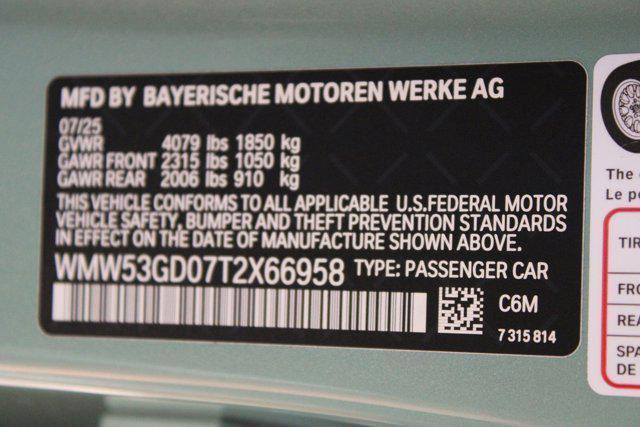 MFD BY BAYERISCHE MOTOREN WERKE AG
07/25
GVWR 4079 lbs 1850 kg
GAWR FRONT 2315 lbs 1050 kg
GAWR REAR 2006 lbs 910 kg
THIS VEHICLE CONFORMS TO ALL APPLICABLE U.S.FEDERAL MOTOR
VEHICLE SAFETY, BUMPER AND THEFT PREVENTION STANDARDS
IN EFFECT ON THE DATE OF MANUFACTURE SHOWN ABOVE.
WMW53GD07T2X66958 TYPE: PASSENGER CAR
C6M
7 315 814
The
Le
TIR
FRO
REA
SPA
DE